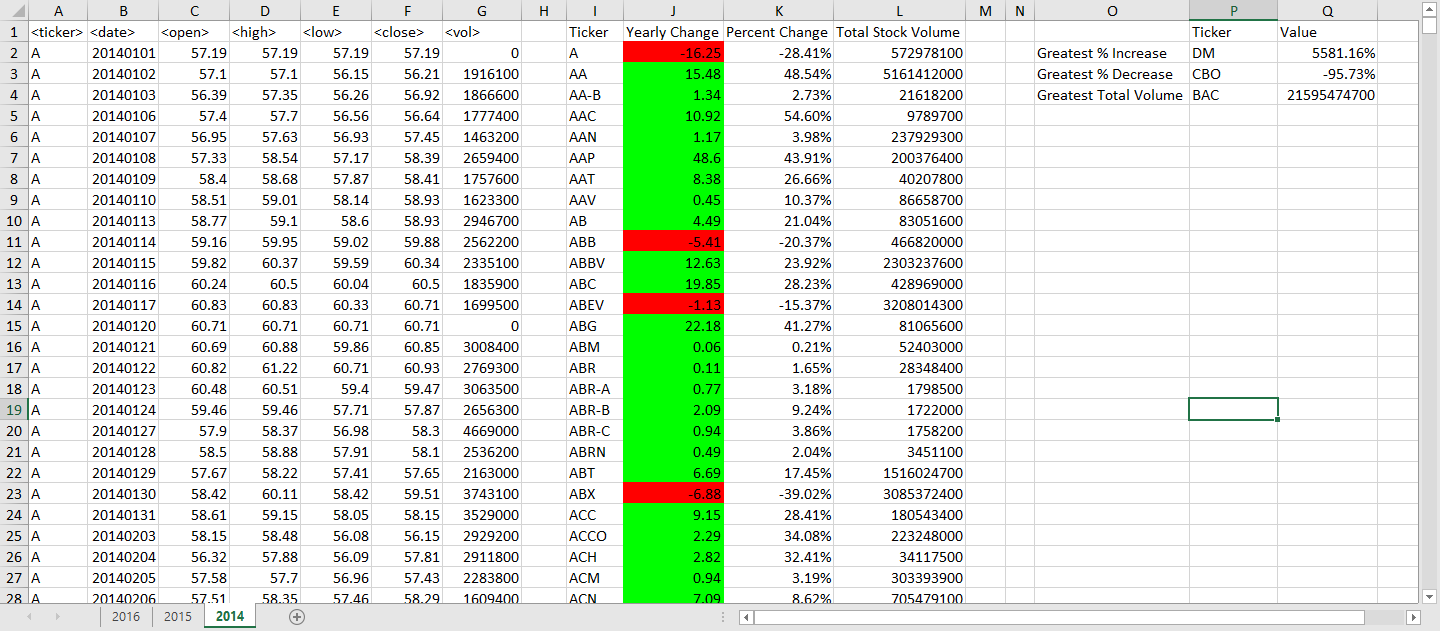 A B C D E F G H I J K L M N O P Q
1 <ticker> <date> <open> <high> <low> <close> <vol> Ticker Yearly Change Percent Change Total Stock Volume Ticker Value
2 A 20140101 57.19 57.19 57.19 57.19 0 A -16.25 -28.41% 572978100 Greatest % Increase DM 5581.16%
3 A 20140102 57.1 57.1 56.15 56.21 1916100 AA 15.48 48.54% 5161412000 Greatest % Decrease CBO -95.73%
4 A 20140103 56.39 57.35 56.26 56.92 1866600 AA-B 1.34 2.73% 21618200 Greatest Total Volume BAC 21595474700
5 A 20140106 57.4 57.7 56.56 56.64 1777400 AAC 10.92 54.60% 9789700
6 A 20140107 56.95 57.63 56.93 57.45 1463200 AAN 1.17 3.98% 237929300
7 A 20140108 57.33 58.54 57.17 58.39 2659400 AAP 48.6 43.91% 200376400
8 A 20140109 58.4 58.68 57.87 58.41 1757600 AAT 8.38 26.66% 40207800
9 A 20140110 58.51 59.01 58.14 58.93 1623300 AAV 0.45 10.37% 86658700
10 A 20140113 58.77 59.1 58.6 58.93 2946700 AB 4.49 21.04% 83051600
11 A 20140114 59.16 59.95 59.02 59.88 2562200 ABB -5.41 -20.37% 466820000
12 A 20140115 59.82 60.37 59.59 60.34 2335100 ABBV 12.63 23.92% 2303237600
13 A 20140116 60.24 60.5 60.04 60.5 1835900 ABC 19.85 28.23% 428969000
14 A 20140117 60.83 60.83 60.33 60.71 1699500 ABEV -1.13 -15.37% 3208014300
15 A 20140120 60.71 60.71 60.71 60.71 0 ABG 22.18 41.27% 81065600
16 A 20140121 60.69 60.88 59.86 60.85 3008400 ABM 0.06 0.21% 52403000
17 A 20140122 60.82 61.22 60.71 60.93 2769300 ABR 0.11 1.65% 28348400
18 A 20140123 60.48 60.51 59.4 59.47 3063500 ABR-A 0.77 3.18% 1798500
19 A 20140124 59.46 59.46 57.71 57.87 2656300 ABR-B 2.09 9.24% 1722000
20 A 20140127 57.9 58.37 56.98 58.3 4669000 ABR-C 0.94 3.86% 1758200
21 A 20140128 58.5 58.88 57.91 58.1 2536200 ABRN 0.49 2.04% 3451100
22 A 20140129 57.67 58.22 57.41 57.65 2163000 ABT 6.69 17.45% 1516024700
23 A 20140130 58.42 60.11 58.42 59.51 3743100 ABX -6.88 -39.02% 3085372400
24 A 20140131 58.61 59.15 58.05 58.15 3529000 ACC 9.15 28.41% 180543400
25 A 20140203 58.15 58.48 56.08 56.15 2929200 ACCO 2.29 34.08% 223248000
26 A 20140204 56.32 57.88 56.09 57.81 2911800 ACH 2.82 32.41% 34117500
27 A 20140205 57.58 57.7 56.96 57.43 2283800 ACM 0.94 3.19% 303393900
28 A 20140206 57.51 58.35 57.46 58.29 1609400 ACN 7.09 8.62% 705479100
2016 2015 2014